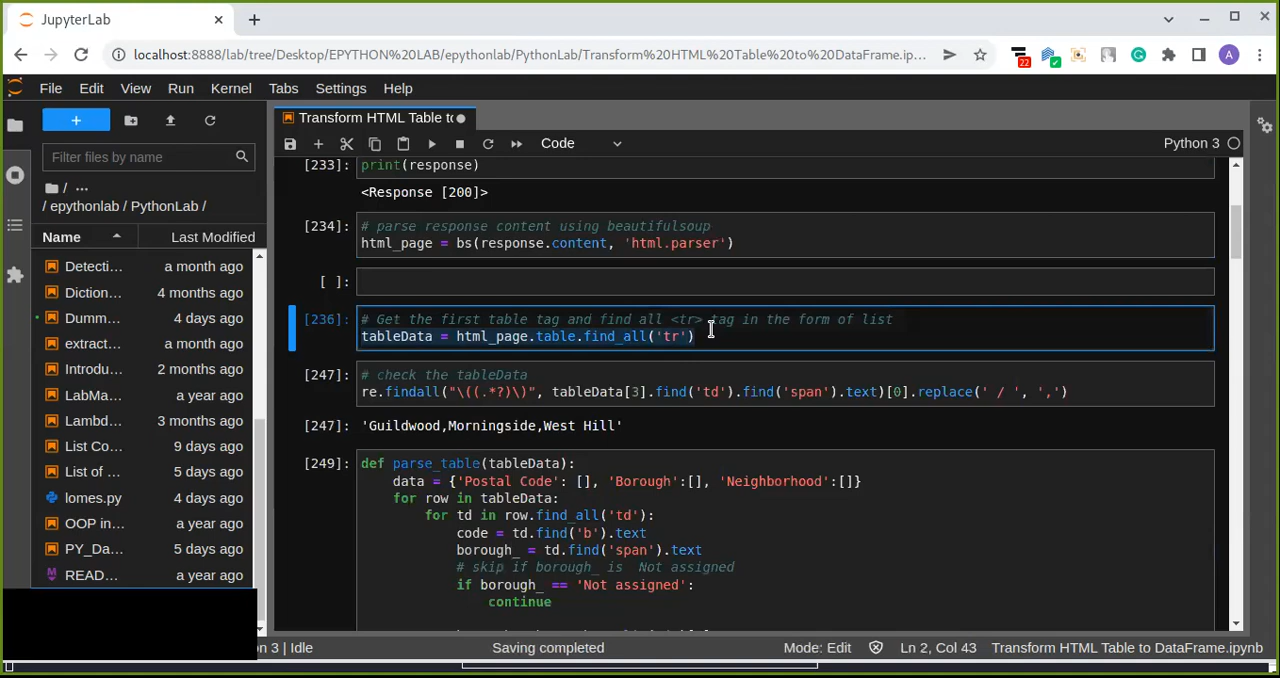 JupyterLab
localhost:8888/lab/tree/Desktop/EPYTHON%20LAB/epythonlab/PythonLab/Transform%20HTML%20Table%20to%20DataFrame.ip...
22
A
File Edit View Run Kernel Tabs Settings Help
Transform HTML Table to
Filter files by name
Code
Python 3
/ ...
/ epythonlab / PythonLab /
Name Last Modified
Detecti... a month ago
Diction... 4 months ago
Dumm... 4 days ago
extract... a month ago
Introdu... 2 months ago
LabMa... a year ago
Lambd... 3 months ago
List Co... 9 days ago
List of ... 5 days ago
lomes.py 4 days ago
OOP in... a year ago
PY_Da... 5 days ago
READ... a year ago
[233]: print(response)
<Response [200]>
[234]: # parse response content using beautifulsoup
html_page = bs(response.content, 'html.parser')
[ ]:
[236]: # Get the first table tag and find all <tr> tag in the form of list
tableData = html_page.table.find_all('tr')
[247]: # check the tableData
re.findall("\((.*?)\)", tableData[3].find('td').find('span').text)[0].replace(' / ', ',')
[247]: 'Guildwood,Morningside,West Hill'
[249]: def parse_table(tableData):
data = {'Postal Code': [], 'Borough':[], 'Neighborhood':[]}
for row in tableData:
for td in row.find_all('td'):
code = td.find('b').text
borough_ = td.find('span').text
# skip if borough_ is  Not assigned
if borough_ == 'Not assigned':
continue
n 3 | Idle
Saving completed
Mode: Edit
Ln 2, Col 43
Transform HTML Table to DataFrame.ipynb